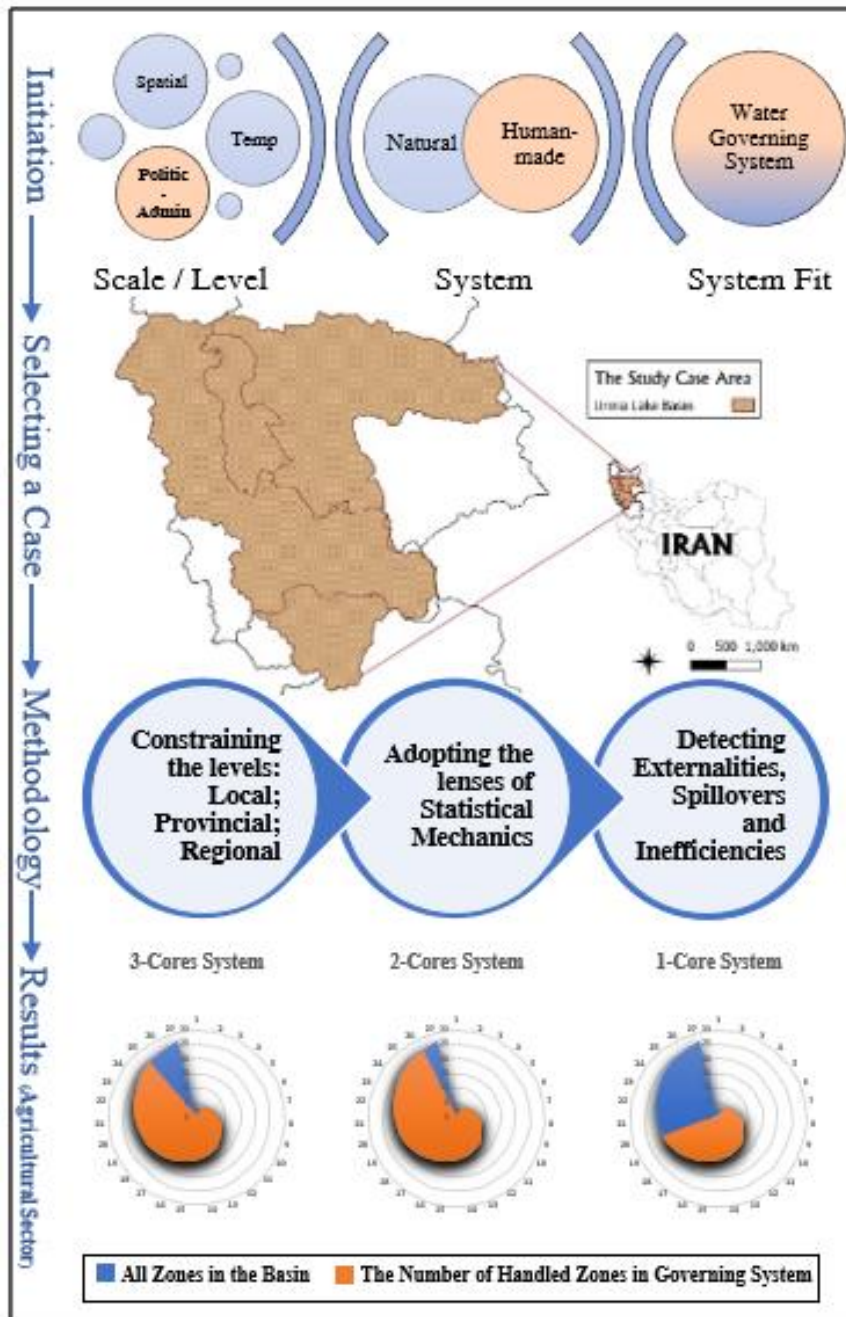 Initiation
Spatial
Temp
Politic
-
Admin
Natural
Human-
made
Water
Governing
System
Scale / Level
System
System Fit
Selecting a Case
The Study Case Area
Urmia Lake Basin
IRAN
0 500 1,000 km
Methodology
Constraining
the levels:
Local;
Provincial;
Regional
Adopting the
lenses of
Statistical
Mechanics
Detecting
Externalities,
Spillovers
and
Inefficiencies
Results (Agricultural Sector)
3-Cores System
2-Cores System
1-Core System
All Zones in the Basin
The Number of Handled Zones in Governing System